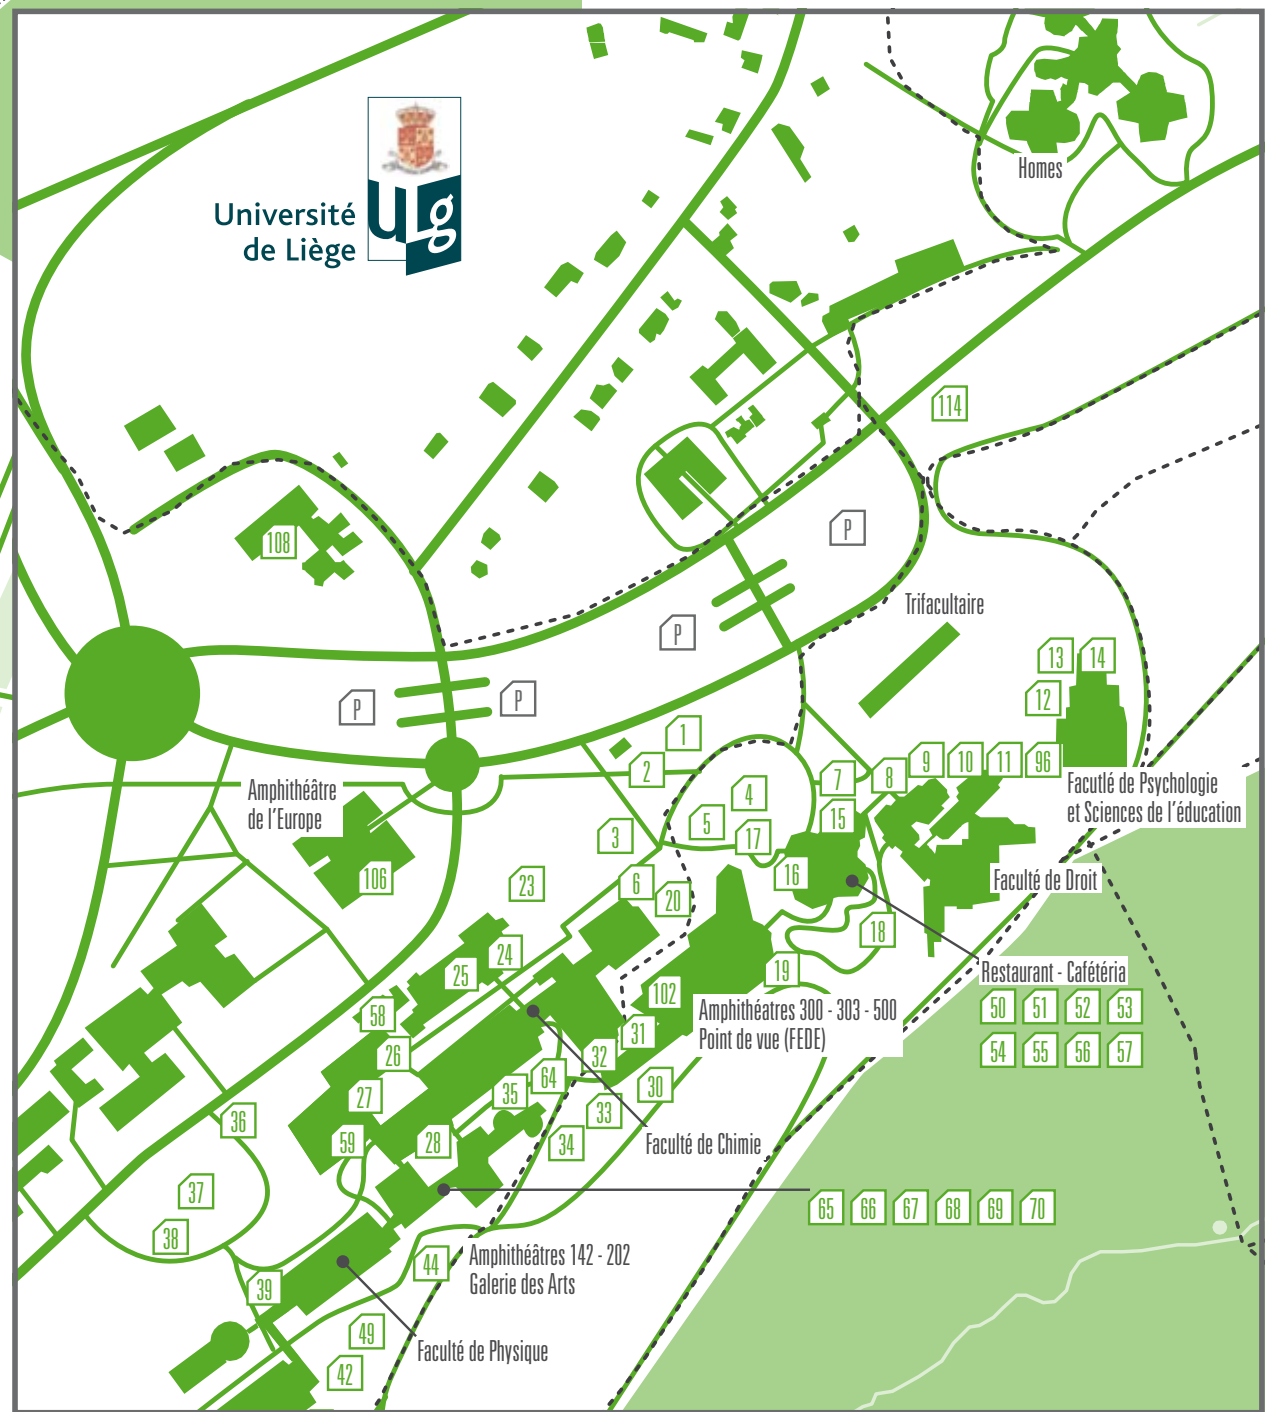 Homes
Université
de Liège
ULg
114
108
P
P
P
P
Trifacultaire
13
14
12
1
2
9
10
11
96
8
7
4
Facutlé de Psychologie
et Sciences de l'éducation
Amphithéâtre
de l'Europe
5
15
17
3
106
23
6
20
16
Faculté de Droit
18
24
25
19
Restaurant - Cafétéria
102
50
51
52
53
58
Amphithéatres 300 - 303 - 500
Point de vue (FEDE)
31
26
32
54
55
56
57
64
27
35
30
33
36
59
28
34
Faculté de Chimie
37
65
66
67
68
69
70
38
44
Amphithéâtres 142 - 202
Galerie des Arts
39
49
Faculté de Physique
42